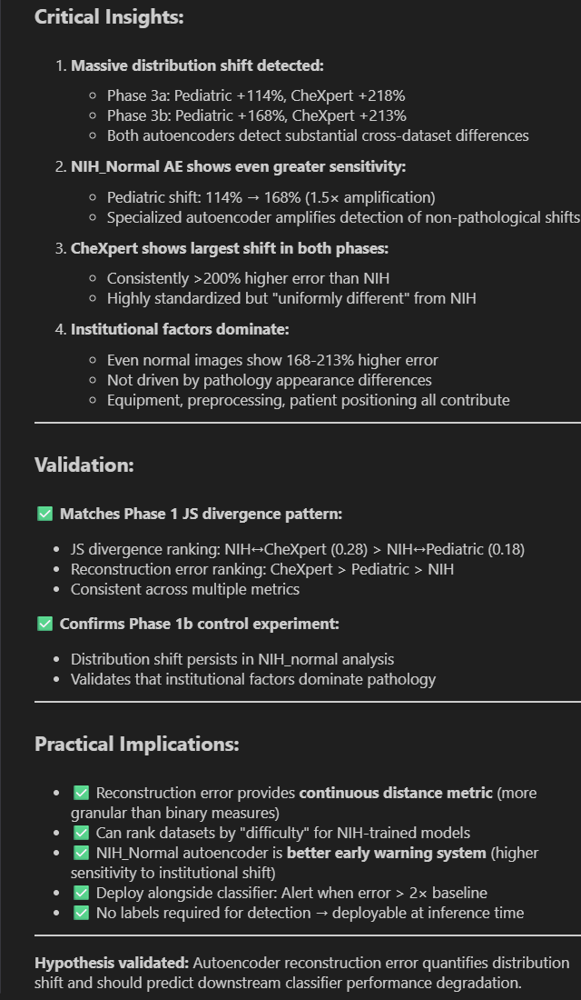 Critical Insights:
1. Massive distribution shift detected:
○ Phase 3a: Pediatric +114%, CheXpert +218%
○ Phase 3b: Pediatric +168%, CheXpert +213%
○ Both autoencoders detect substantial cross-dataset differences
2. NIH_Normal AE shows even greater sensitivity:
○ Pediatric shift: 114% → 168% (1.5× amplification)
○ Specialized autoencoder amplifies detection of non-pathological shifts
3. CheXpert shows largest shift in both phases:
○ Consistently >200% higher error than NIH
○ Highly standardized but "uniformly different" from NIH
4. Institutional factors dominate:
○ Even normal images show 168-213% higher error
○ Not driven by pathology appearance differences
○ Equipment, preprocessing, patient positioning all contribute
Validation:
✅ Matches Phase 1 JS divergence pattern:
• JS divergence ranking: NIH↔CheXpert (0.28) > NIH↔Pediatric (0.18)
• Reconstruction error ranking: CheXpert > Pediatric > NIH
• Consistent across multiple metrics
✅ Confirms Phase 1b control experiment:
• Distribution shift persists in NIH_normal analysis
• Validates that institutional factors dominate pathology
Practical Implications:
• ✅ Reconstruction error provides continuous distance metric (more
granular than binary measures)
• ✅ Can rank datasets by "difficulty" for NIH-trained models
• ✅ NIH_Normal autoencoder is better early warning system (higher
sensitivity to institutional shift)
• ✅ Deploy alongside classifier: Alert when error > 2× baseline
• ✅ No labels required for detection → deployable at inference time
Hypothesis validated: Autoencoder reconstruction error quantifies distribution
shift and should predict downstream classifier performance degradation.